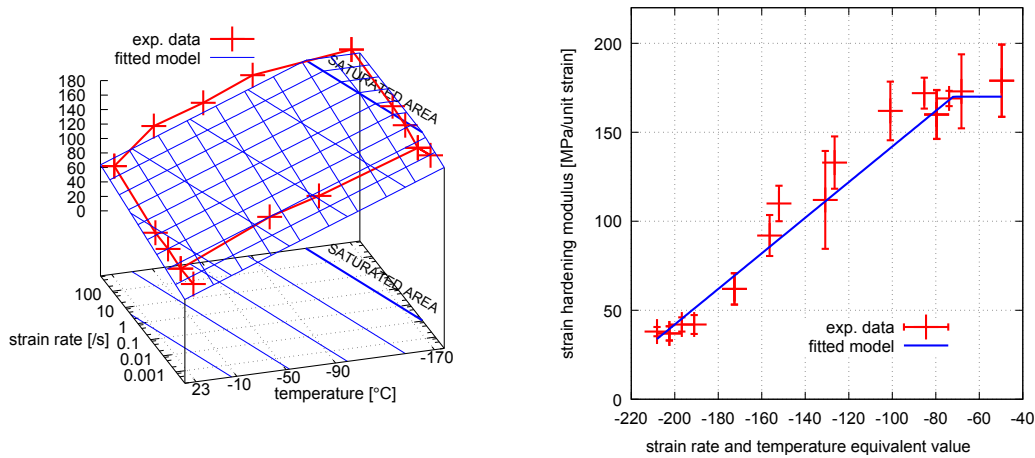 exp. data
fitted model
180
160
140
120
100
80
60
40
20
0
SATURATED AREA
SATURATED AREA
100
10
1
0.1
0.01
0.001
strain rate [/s]
23
-10
-50
-90
-170
temperature [°C]
strain hardening modulus [MPa/unit strain]
200
150
100
50
0
exp. data
fitted model
-220 -200 -180 -160 -140 -120 -100 -80 -60 -40
strain rate and temperature equivalent value